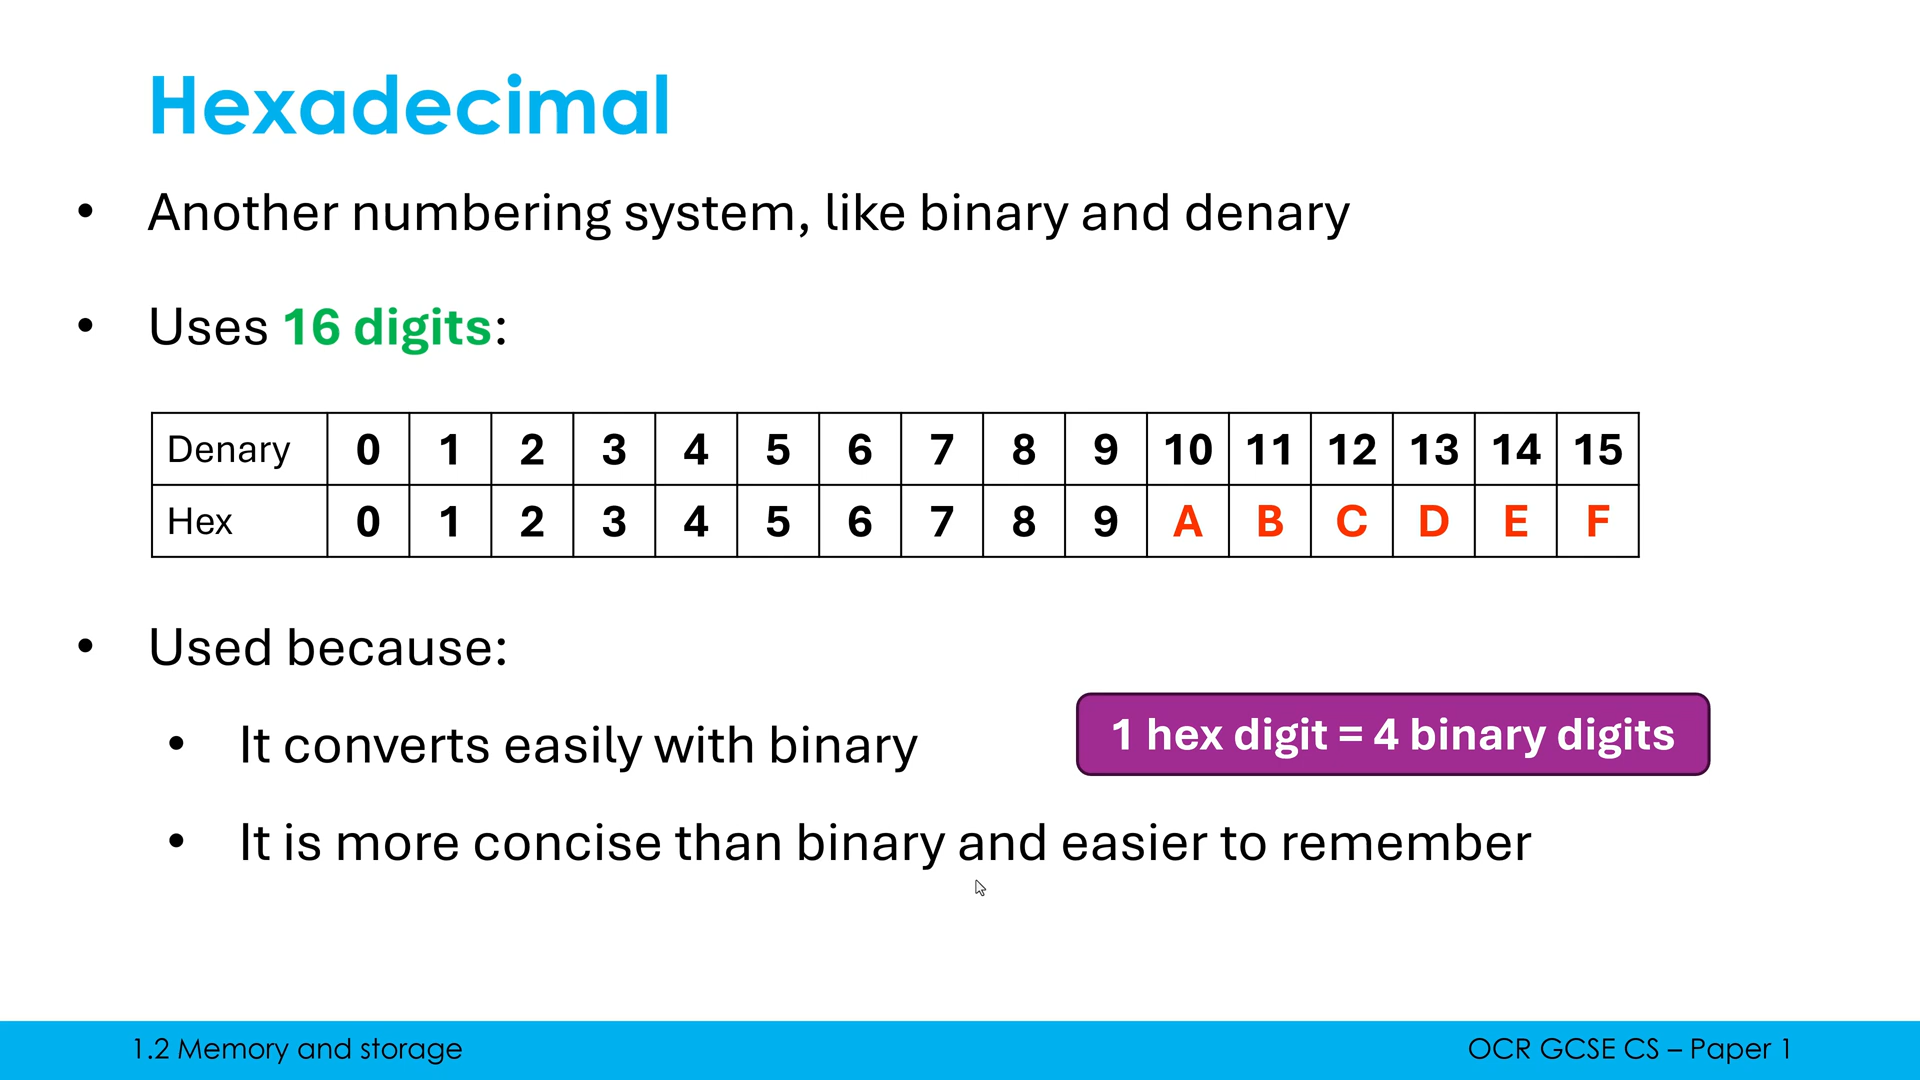 Hexadecimal
• Another numbering system, like binary and denary
• Uses 16 digits:
Denary 0 1 2 3 4 5 6 7 8 9 10 11 12 13 14 15
Hex 0 1 2 3 4 5 6 7 8 9 A B C D E F
• Used because:
• It converts easily with binary
1 hex digit = 4 binary digits
• It is more concise than binary and easier to remember
1.2 Memory and storage
OCR GCSE CS – Paper 1